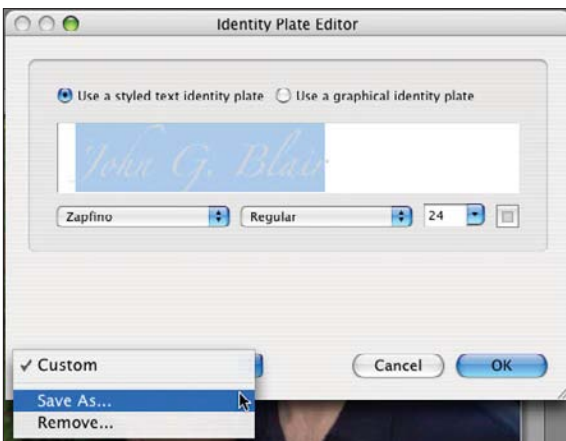 Identity Plate Editor
Use a styled text identity plate Use a graphical identity plate
John G. Blair
Zapfino Regular 24
✓ Custom Cancel OK
Save As...
Remove...